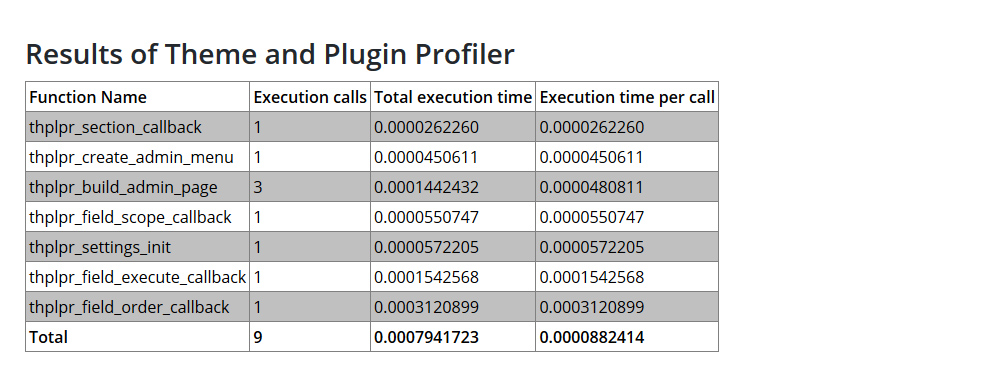 Results of Theme and Plugin Profiler
Function Name Execution calls Total execution time Execution time per call
thplpr_section_callback 1 0.0000262260 0.0000262260
thplpr_create_admin_menu 1 0.0000450611 0.0000450611
thplpr_build_admin_page 3 0.0001442432 0.0000480811
thplpr_field_scope_callback 1 0.0000550747 0.0000550747
thplpr_settings_init 1 0.0000572205 0.0000572205
thplpr_field_execute_callback 1 0.0001542568 0.0001542568
thplpr_field_order_callback 1 0.0003120899 0.0003120899
Total 9 0.0007941723 0.0000882414